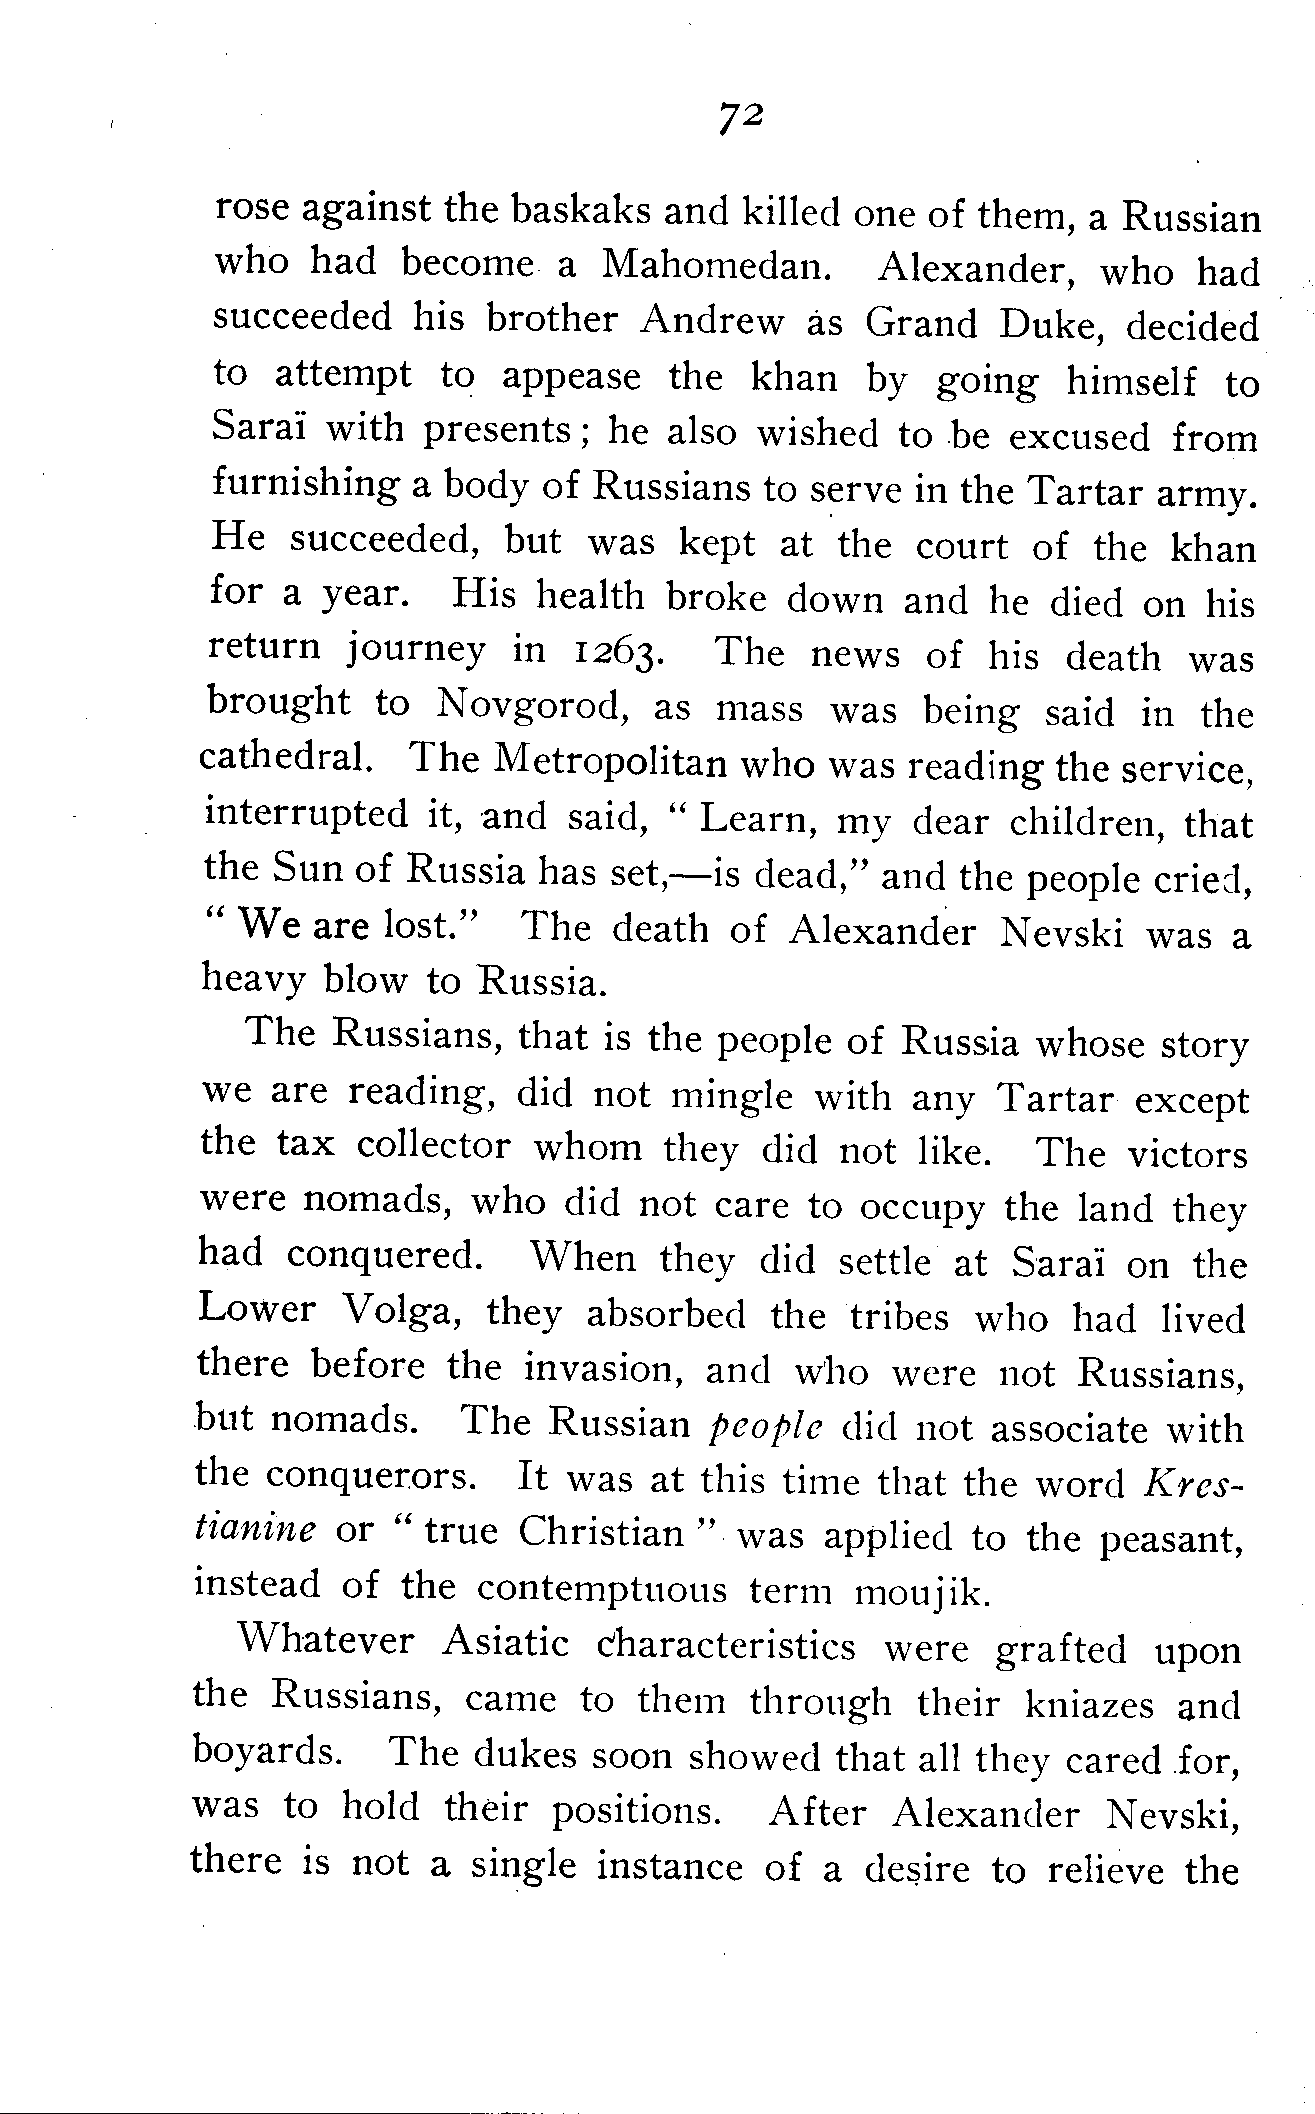 72
rose against the baskaks and killed one of them, a Russian
who had become a Mahomedan. Alexander, who had
succeeded his brother Andrew as Grand Duke, decided
to attempt to appease the khan by going himself to
Saraï with presents; he also wished to be excused from
furnishing a body of Russians to serve in the Tartar army.
He succeeded, but was kept at the court of the khan
for a year. His health broke down and he died on his
return journey in 1263. The news of his death was
brought to Novgorod, as mass was being said in the
cathedral. The Metropolitan who was reading the service,
interrupted it, and said, “ Learn, my dear children, that
the Sun of Russia has set,—is dead,” and the people cried,
“ We are lost.” The death of Alexander Nevski was a
heavy blow to Russia.
The Russians, that is the people of Russia whose story
we are reading, did not mingle with any Tartar except
the tax collector whom they did not like. The victors
were nomads, who did not care to occupy the land they
had conquered. When they did settle at Saraï on the
Lower Volga, they absorbed the tribes who had lived
there before the invasion, and who were not Russians,
but nomads. The Russian people did not associate with
the conquerors. It was at this time that the word Kres-
tianine or “ true Christian ” was applied to the peasant,
instead of the contemptuous term moujik.
Whatever Asiatic characteristics were grafted upon
the Russians, came to them through their kniazes and
boyards. The dukes soon showed that all they cared for,
was to hold their positions. After Alexander Nevski,
there is not a single instance of a desire to relieve the